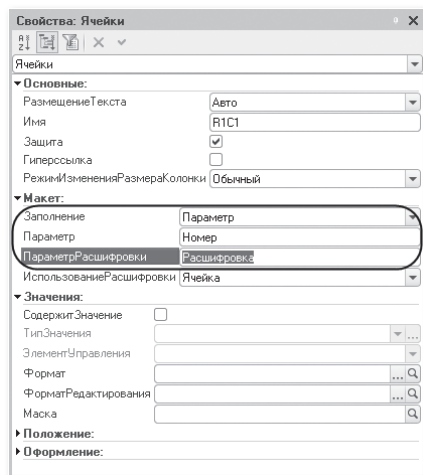 Свойства: Ячейки
Ячейки
Основные:
РазмещениеТекста Авто
Имя R1C1
Защита
Гиперссылка
РежимИзмененияРазмераКолонки Обычный
Макет:
Заполнение Параметр
Параметр Номер
ПараметрРасшифровки Расшифровка
ИспользованиеРасшифровки Ячейка
Значения:
СодержитЗначение
ТипЗначения ...
ЭлементУправления
Формат ...
ФорматРедактирования ...
Маска
Положение:
Оформление: